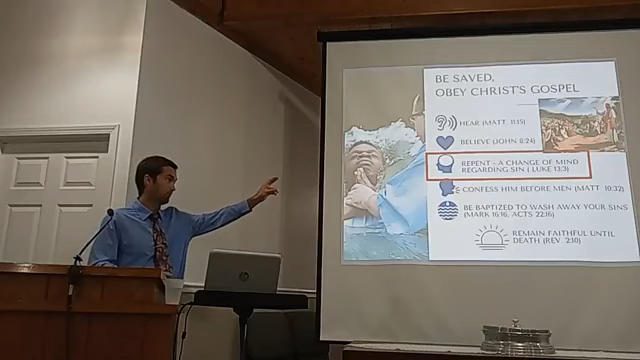 BE SAVED,
OBEY CHRIST'S GOSPEL
HEAR (MATT 11:15)
BELIEVE (JOHN 8:24)
REPENT - A CHANGE OF MIND
REGARDING SIN ( LUKE 13:3)
CONFESS HIM BEFORE MEN (MATT 10:32)
BE BAPTIZED TO WASH AWAY YOUR SINS
(MARK 16:16, ACTS 22:16)
REMAIN FAITHFUL UNTIL
DEATH (REV 2:10)